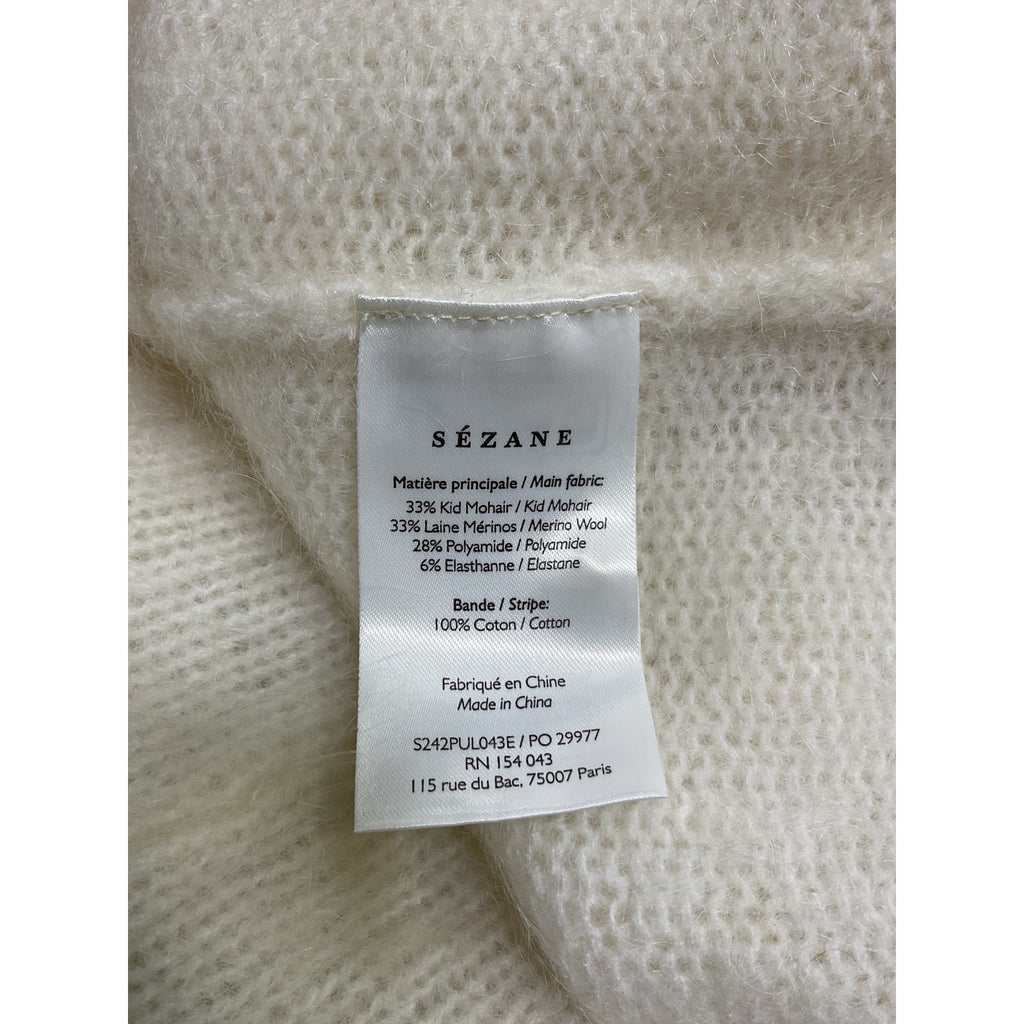 SÉZANE
Matière principale / Main fabric:
33% Kid Mohair / Kid Mohair
33% Laine Mérinos / Merino Wool
28% Polyamide / Polyamide
6% Elasthanne / Elastane
Bande / Stripe:
100% Coton / Cotton
Fabriqué en Chine
Made in China
S242PUL043E / PO 29977
RN 154 043
115 rue du Bac, 75007 Paris